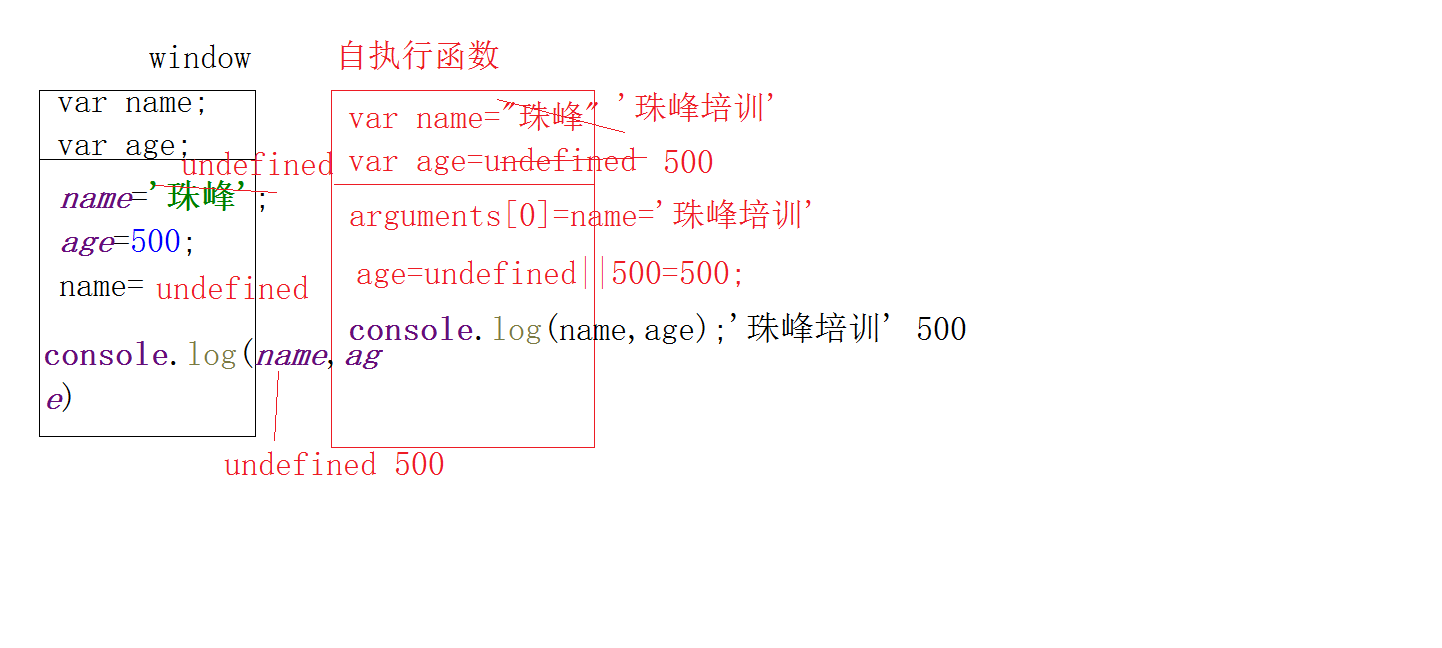 window
var name;
var age;
undefined
name='珠峰';
age=500;
name= undefined
console.log(name,ag
e)
undefined 500
自执行函数
var name="珠峰" '珠峰培训'
var age=undefined 500
arguments[0]=name='珠峰培训'
age=undefined||500=500;
console.log(name,age);'珠峰培训' 500